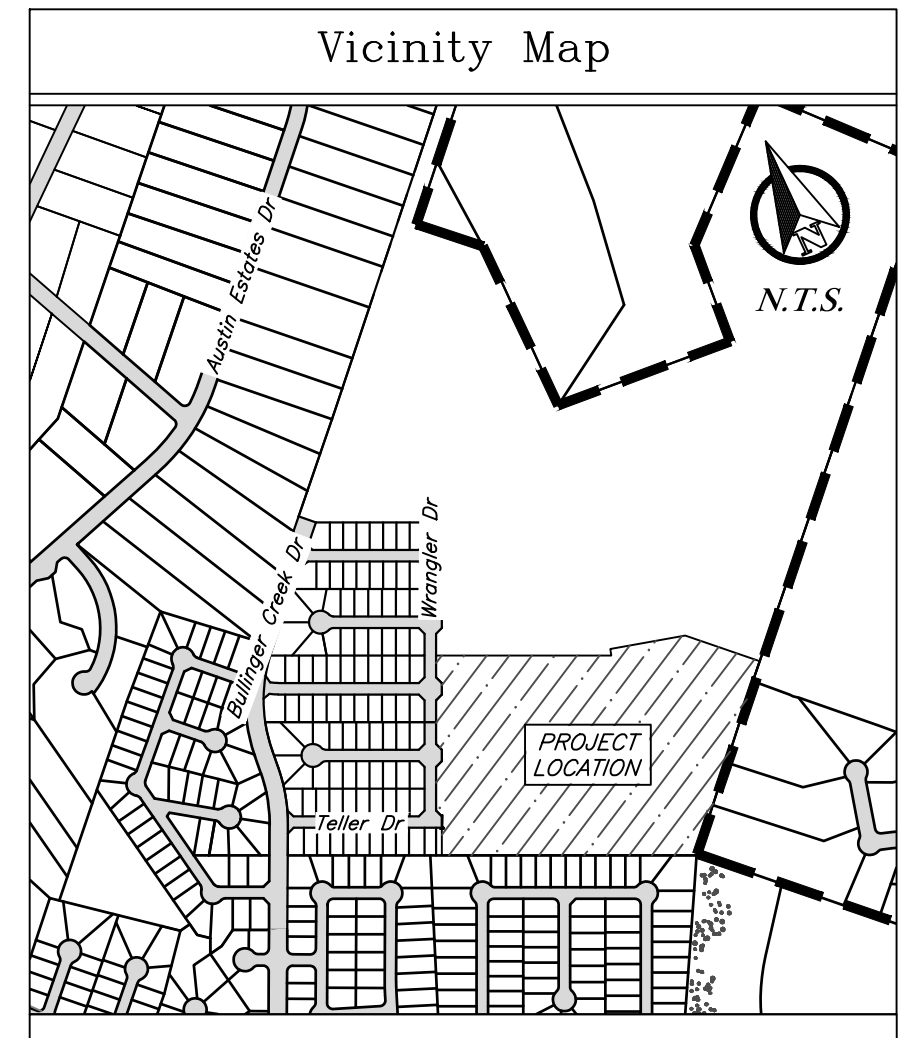 Vicinity Map
Austin Estates Dr
N
N.T.S.
Wrangler Dr
Bullinger Creek Dr
PROJECT
LOCATION
Teller Dr